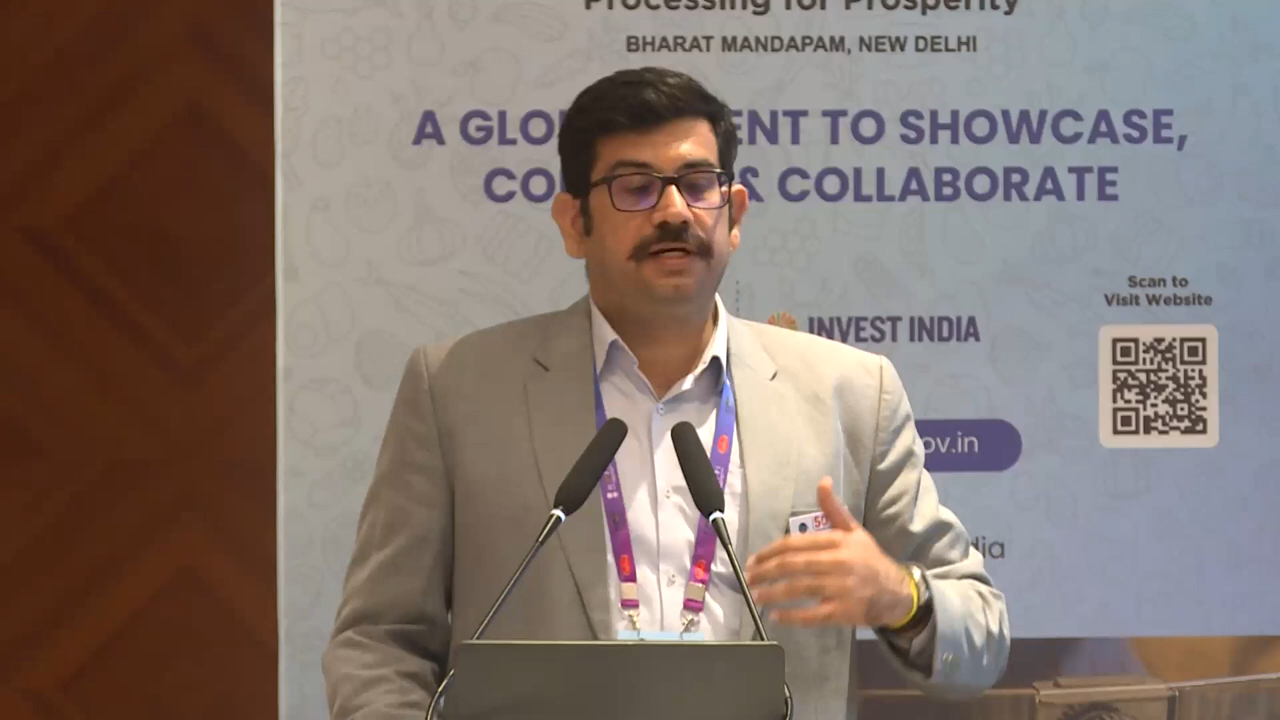 Processing for Prosperity
BHARAT MANDAPAM, NEW DELHI
A GLO ENT TO SHOWCASE,
CO & COLLABORATE
Scan to
Visit Website
INVEST INDIA
ov.in
dia
50